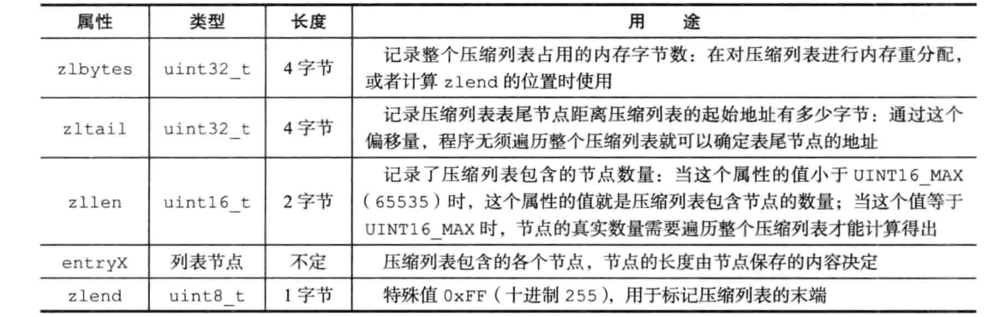 属性 类型 长度 用 途
记录整个压缩列表占用的内存字节数：在对压缩列表进行内存重分配，
zlbytes uint32_t 4 字节
或者计算 zlend 的位置时使用
记录压缩列表表尾节点距离压缩列表的起始地址有多少字节：通过这个
zltail uint32_t 4 字节
偏移量，程序无须遍历整个压缩列表就可以确定表尾节点的地址
记录了压缩列表包含的节点数量：当这个属性的值小于 UINT16_MAX
zllen uint16_t 2 字节 （65535）时，这个属性的值就是压缩列表包含节点的数量；当这个值等于
UINT16_MAX 时，节点的真实数量需要遍历整个压缩列表才能计算得出
entryX 列表节点 不定 压缩列表包含的各个节点，节点的长度由节点保存的内容决定
zlend uint8_t 1 字节 特殊值 0xFF（十进制 255），用于标记压缩列表的末端